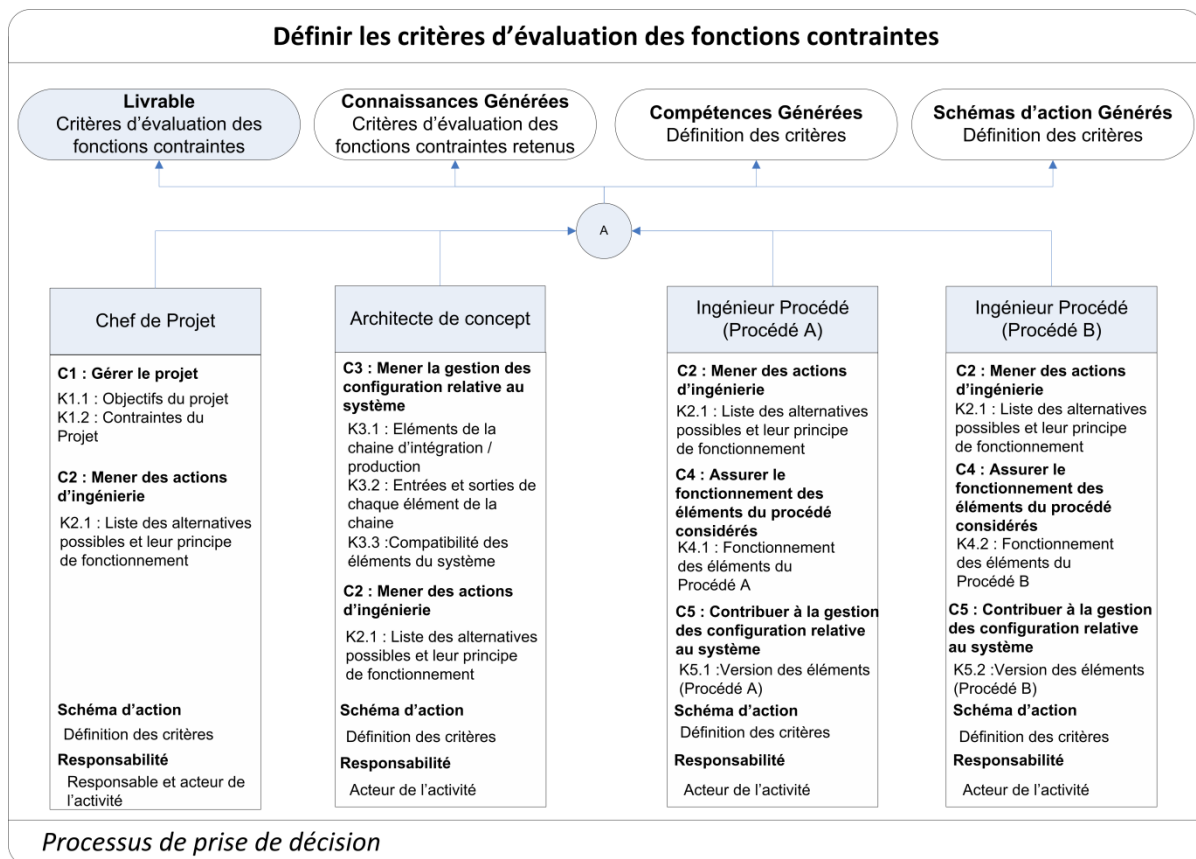 Définir les critères d’évaluation des fonctions contraintes
Livrable
Critères d’évaluation des
fonctions contraintes
Connaissances Générées
Critères d’évaluation des
fonctions contraintes retenus
Compétences Générées
Définition des critères
Schémas d’action Générés
Définition des critères
A
Chef de Projet
C1 : Gérer le projet
K1.1 : Objectifs du projet
K1.2 : Contraintes du
Projet
C2 : Mener des actions
d’ingénierie
K2.1 : Liste des alternatives
possibles et leur principe
de fonctionnement
Schéma d’action
Définition des critères
Responsabilité
Responsable et acteur de
l’activité
Architecte de concept
C3 : Mener la gestion des
configuration relative au
système
K3.1 : Eléments de la
chaine d’intégration /
production
K3.2 : Entrées et sorties de
chaque élément de la
chaine
K3.3 :Compatibilité des
éléments du système
C2 : Mener des actions
d’ingénierie
K2.1 : Liste des alternatives
possibles et leur principe
de fonctionnement
Schéma d’action
Définition des critères
Responsabilité
Acteur de l’activité
Ingénieur Procédé
(Procédé A)
C2 : Mener des actions
d’ingénierie
K2.1 : Liste des alternatives
possibles et leur principe
de fonctionnement
C4 : Assurer le
fonctionnement des
éléments du procédé
considérés
K4.1 : Fonctionnement
des éléments du
Procédé A
C5 : Contribuer à la gestion
des configuration relative
au système
K5.1 :Version des éléments
(Procédé A)
Schéma d’action
Définition des critères
Responsabilité
Acteur de l’activité
Ingénieur Procédé
(Procédé B)
C2 : Mener des actions
d’ingénierie
K2.1 : Liste des alternatives
possibles et leur principe
de fonctionnement
C4 : Assurer le
fonctionnement des
éléments du procédé
considérés
K4.2 : Fonctionnement
des éléments du
Procédé B
C5 : Contribuer à la gestion
des configuration relative
au système
K5.2 :Version des éléments
(Procédé B)
Schéma d’action
Définition des critères
Responsabilité
Acteur de l’activité
Processus de prise de décision